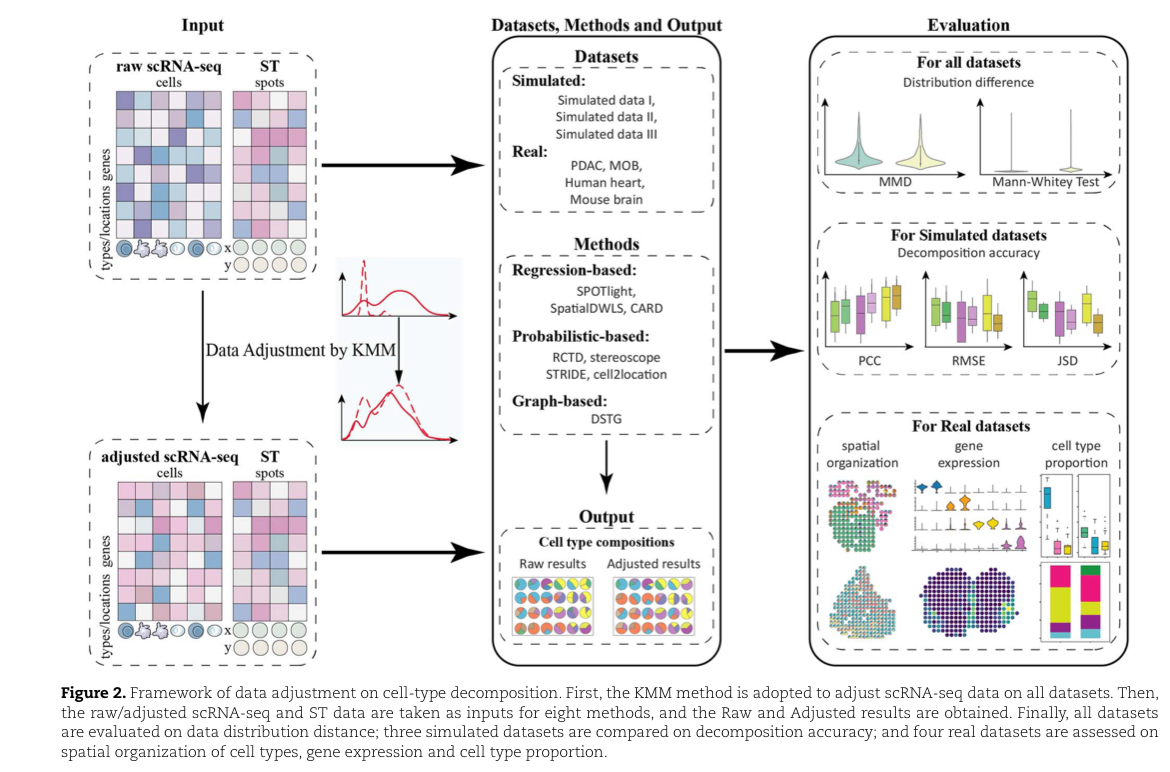 Input
raw scRNA-seq
cells
ST
spots
types/locations genes
x
y
Data Adjustment by KMM
adjusted scRNA-seq
cells
ST
spots
types/locations genes
x
y
Datasets, Methods and Output
Datasets
Simulated:
Simulated data I,
Simulated data II,
Simulated data III
Real:
PDAC, MOB,
Human heart,
Mouse brain
Methods
Regression-based:
SPOTlight,
SpatialDWLS, CARD
Probabilistic-based:
RCTD, stereoscope
STRIDE, cell2location
Graph-based:
DSTG
Output
Cell type compositions
Raw results
Adjusted results
Evaluation
For all datasets
Distribution difference
MMD
Mann-Whitey Test
For Simulated datasets
Decomposition accuracy
PCC
RMSE
JSD
For Real datasets
spatial
organization
gene
expression
cell type
proportion
Figure 2. Framework of data adjustment on cell-type decomposition. First, the KMM method is adopted to adjust scRNA-seq data on all datasets. Then,
the raw/adjusted scRNA-seq and ST data are taken as inputs for eight methods, and the Raw and Adjusted results are obtained. Finally, all datasets
are evaluated on data distribution distance; three simulated datasets are compared on decomposition accuracy; and four real datasets are assessed on
spatial organization of cell types, gene expression and cell type proportion.